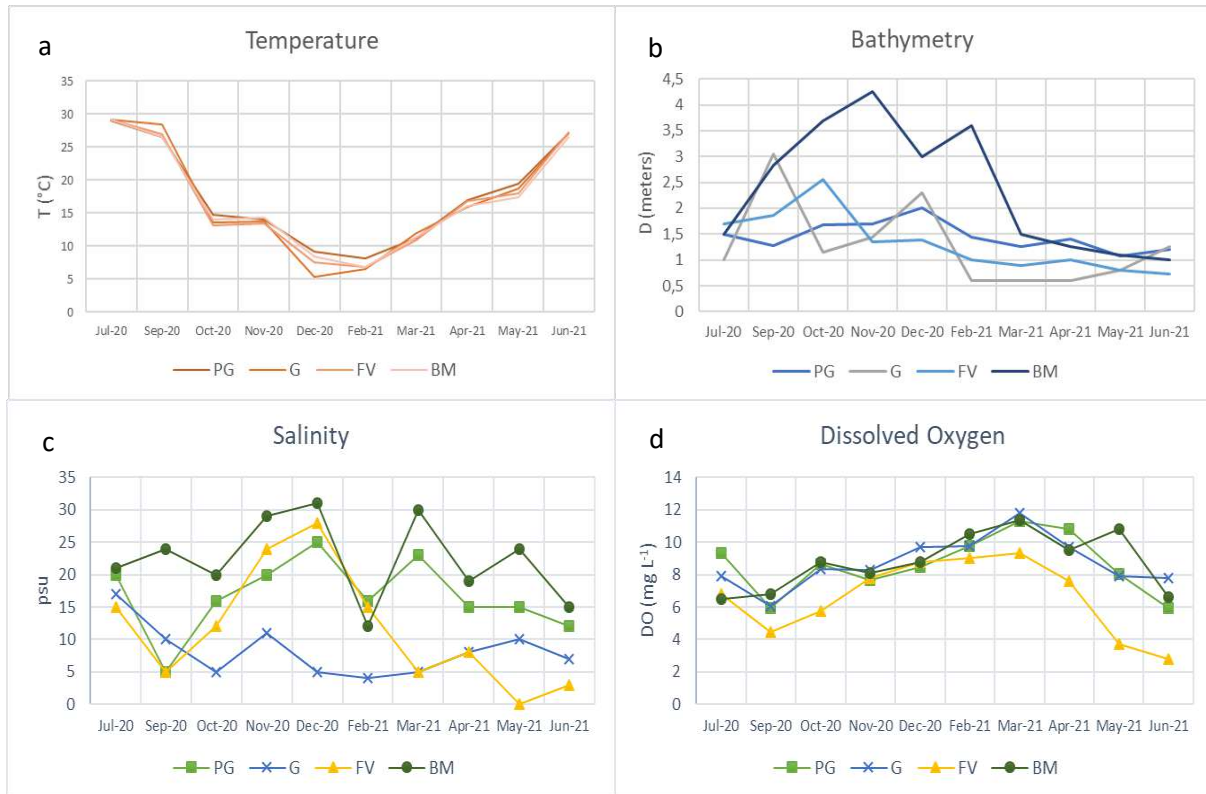 a
Temperature
T (°C)
35
30
25
20
15
10
5
0
Jul-20 Sep-20 Oct-20 Nov-20 Dec-20 Feb-21 Mar-21 Apr-21 May-21 Jun-21
PG G FV BM
b
Bathymetry
D (meters)
4,5
4
3,5
3
2,5
2
1,5
1
0,5
0
Jul-20 Sep-20 Oct-20 Nov-20 Dec-20 Feb-21 Mar-21 Apr-21 May-21 Jun-21
PG G FV BM
c
Salinity
psu
35
30
25
20
15
10
5
0
Jul-20 Sep-20 Oct-20 Nov-20 Dec-20 Feb-21 Mar-21 Apr-21 May-21 Jun-21
PG G FV BM
d
Dissolved Oxygen
DO (mg L⁻¹)
14
12
10
8
6
4
2
0
Jul-20 Sep-20 Oct-20 Nov-20 Dec-20 Feb-21 Mar-21 Apr-21 May-21 Jun-21
PG G FV BM